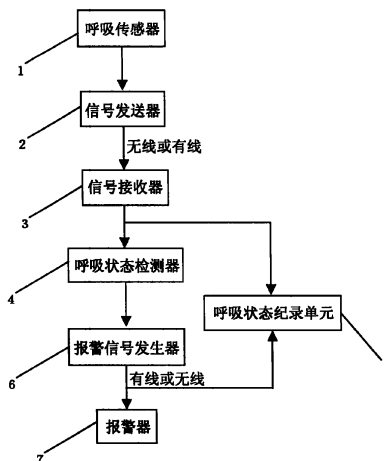 呼吸传感器
1
信号发送器
2
无线或有线
信号接收器
3
呼吸状态检测器
4
呼吸状态纪录单元
报警信号发生器
6
有线或无线
报警器
7